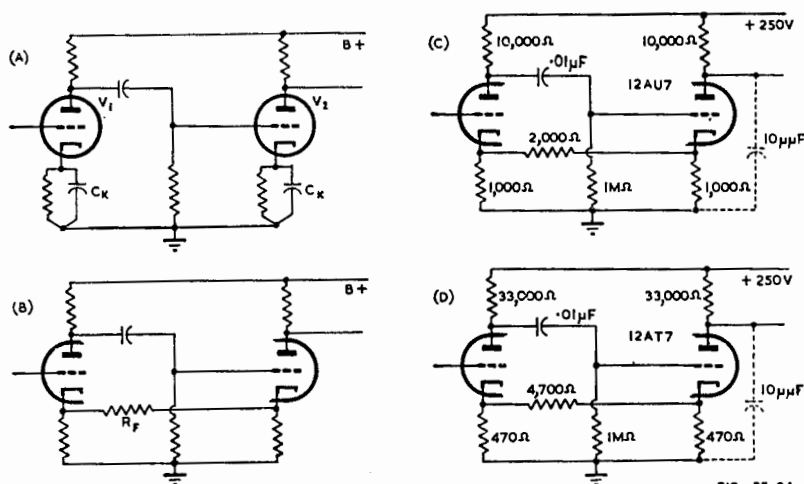 (A)
B+
V1
V2
CK
CK
(B)
B+
RF
(C)
+ 250V
10,000Ω
10,000Ω
·01µF
12AU7
2,000Ω
10µµF
1,000Ω
1MΩ
1,000Ω
(D)
+ 250V
33,000Ω
33,000Ω
·01µF
12AT7
4,700Ω
10µµF
470Ω
1MΩ
470Ω